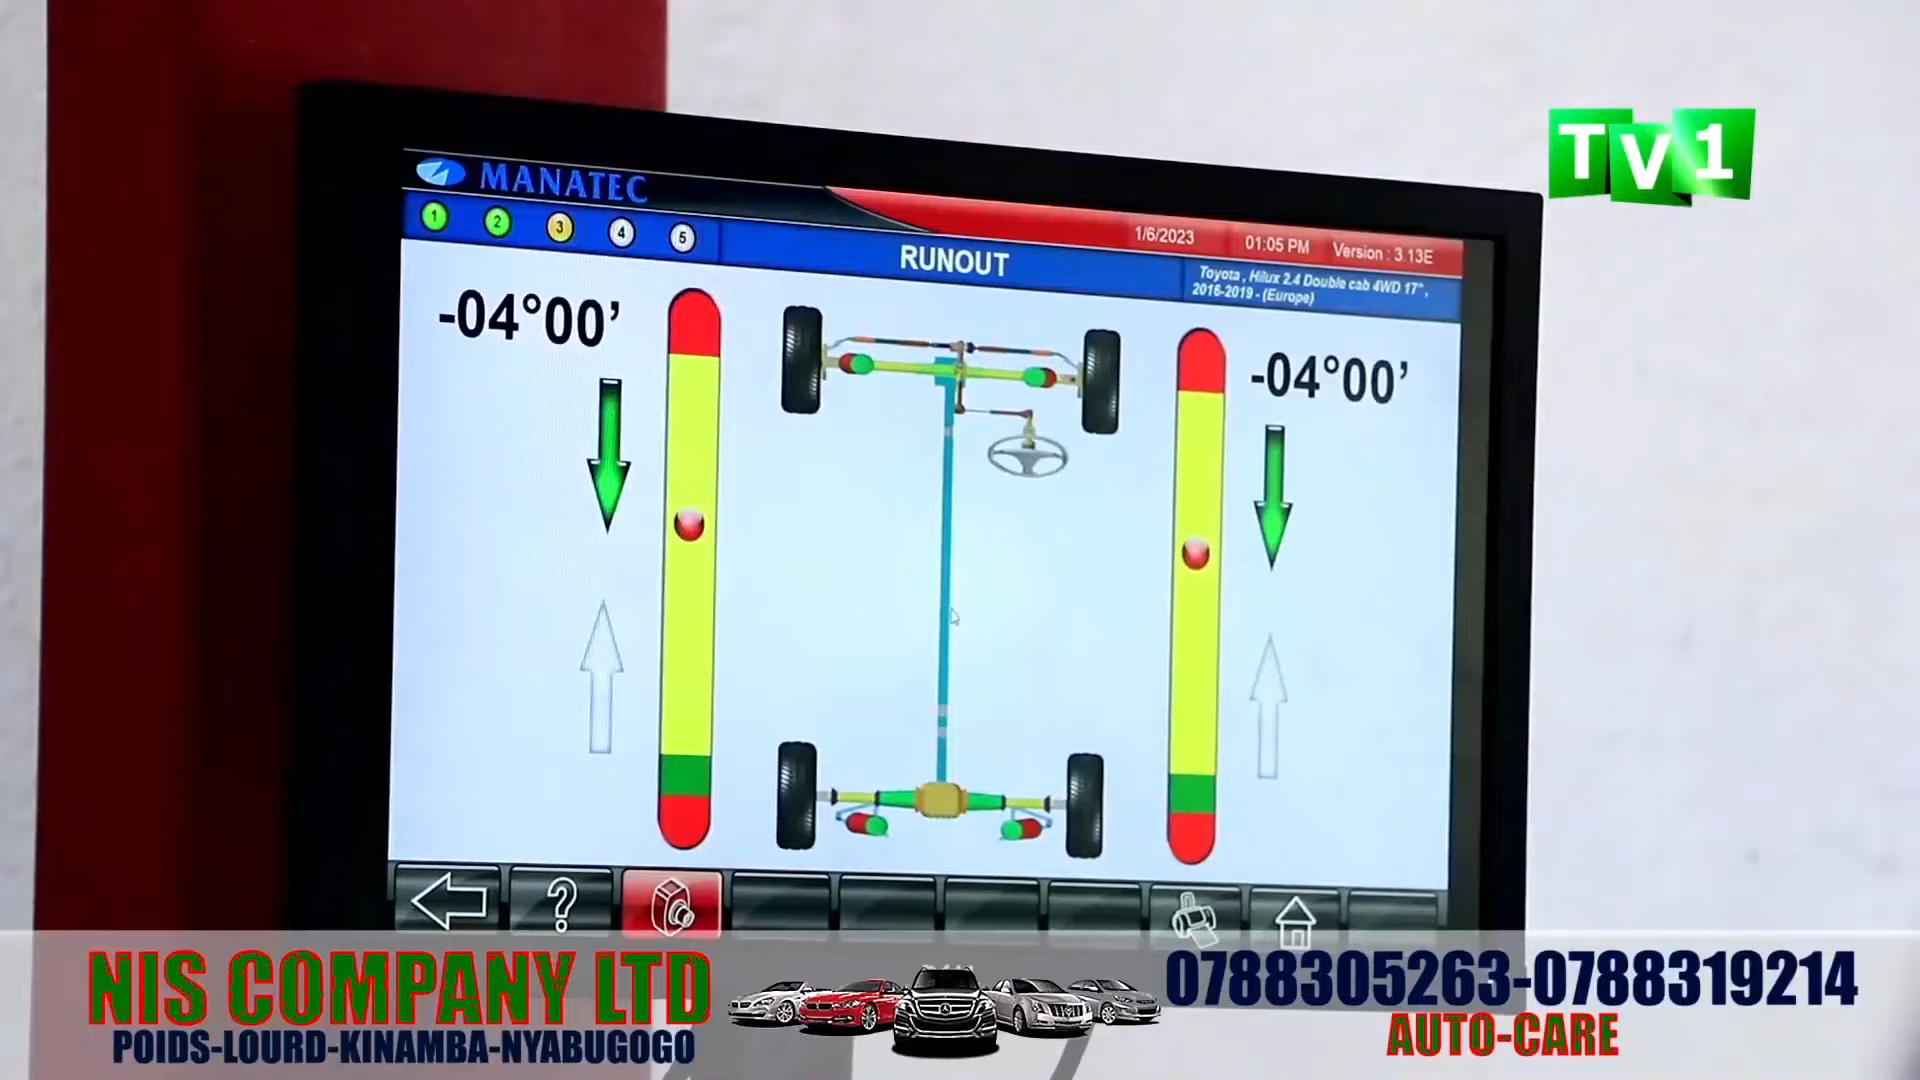 TV1
MANATEC
1 2 3 4 5
RUNOUT
1/6/2023 01:05 PM Version : 3.13E
Toyota , Hilux 2.4 Double cab 4WD 17" ,
2016-2019 - (Europe)
-04°00’
-04°00’
?
NIS COMPANY LTD
POIDS-LOURD-KINAMBA-NYABUGOGO
0788305263-0788319214
AUTO-CARE